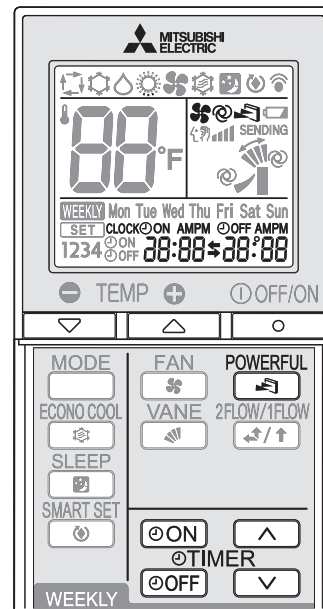 MITSUBISHI
ELECTRIC
88°F
SENDING
WEEKLY Mon Tue Wed Thu Fri Sat Sun
SET CLOCK ON AMPM OFF AMPM
1234 ON OFF 88:88 88:88
TEMP OFF/ON
MODE FAN POWERFUL
ECONO COOL VANE 2FLOW/1FLOW
SLEEP
SMART SET
ON
TIMER
OFF
WEEKLY